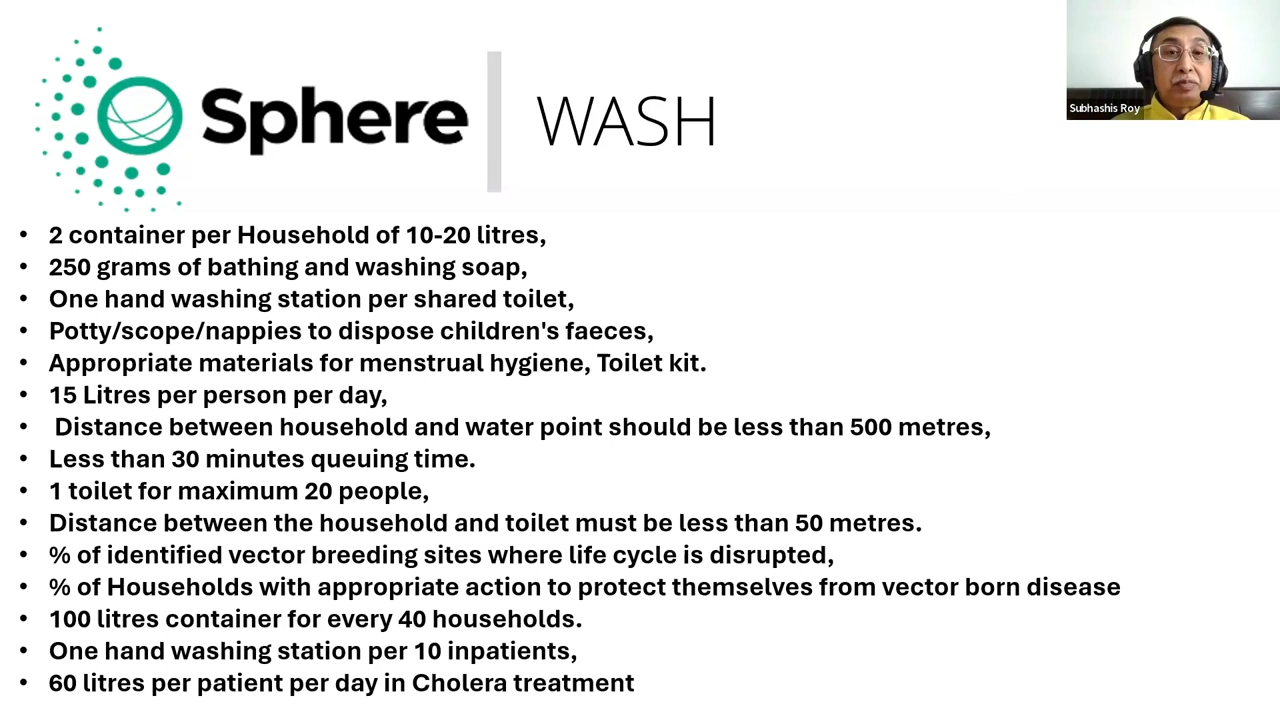 Sphere
WASH
Subhashis Roy
• 2 container per Household of 10-20 litres,
• 250 grams of bathing and washing soap,
• One hand washing station per shared toilet,
• Potty/scope/nappies to dispose children's faeces,
• Appropriate materials for menstrual hygiene, Toilet kit.
• 15 Litres per person per day,
• Distance between household and water point should be less than 500 metres,
• Less than 30 minutes queuing time.
• 1 toilet for maximum 20 people,
• Distance between the household and toilet must be less than 50 metres.
• % of identified vector breeding sites where life cycle is disrupted,
• % of Households with appropriate action to protect themselves from vector born disease
• 100 litres container for every 40 households.
• One hand washing station per 10 inpatients,
• 60 litres per patient per day in Cholera treatment